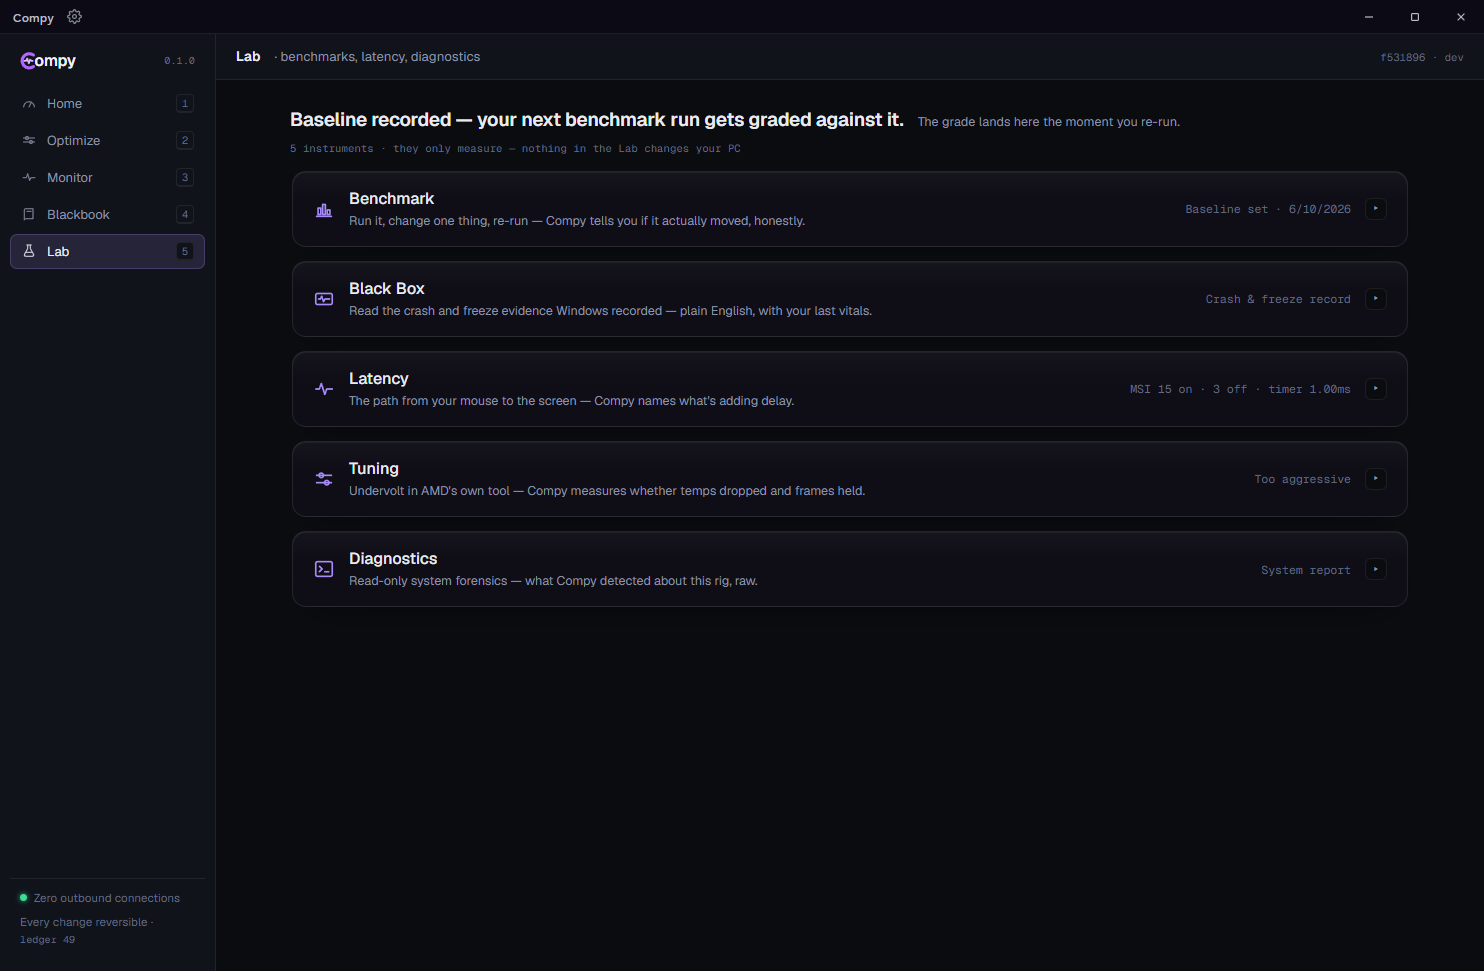 Compy
Compy 0.1.0
Home 1
Optimize 2
Monitor 3
Blackbook 4
Lab 5
Zero outbound connections
Every change reversible ·
ledger 49
Lab · benchmarks, latency, diagnostics
f531896 · dev
Baseline recorded — your next benchmark run gets graded against it. The grade lands here the moment you re-run.
5 instruments · they only measure — nothing in the Lab changes your PC
Benchmark
Run it, change one thing, re-run — Compy tells you if it actually moved, honestly.
Baseline set · 6/10/2026
Black Box
Read the crash and freeze evidence Windows recorded — plain English, with your last vitals.
Crash & freeze record
Latency
The path from your mouse to the screen — Compy names what's adding delay.
MSI 15 on · 3 off · timer 1.00ms
Tuning
Undervolt in AMD's own tool — Compy measures whether temps dropped and frames held.
Too aggressive
Diagnostics
Read-only system forensics — what Compy detected about this rig, raw.
System report